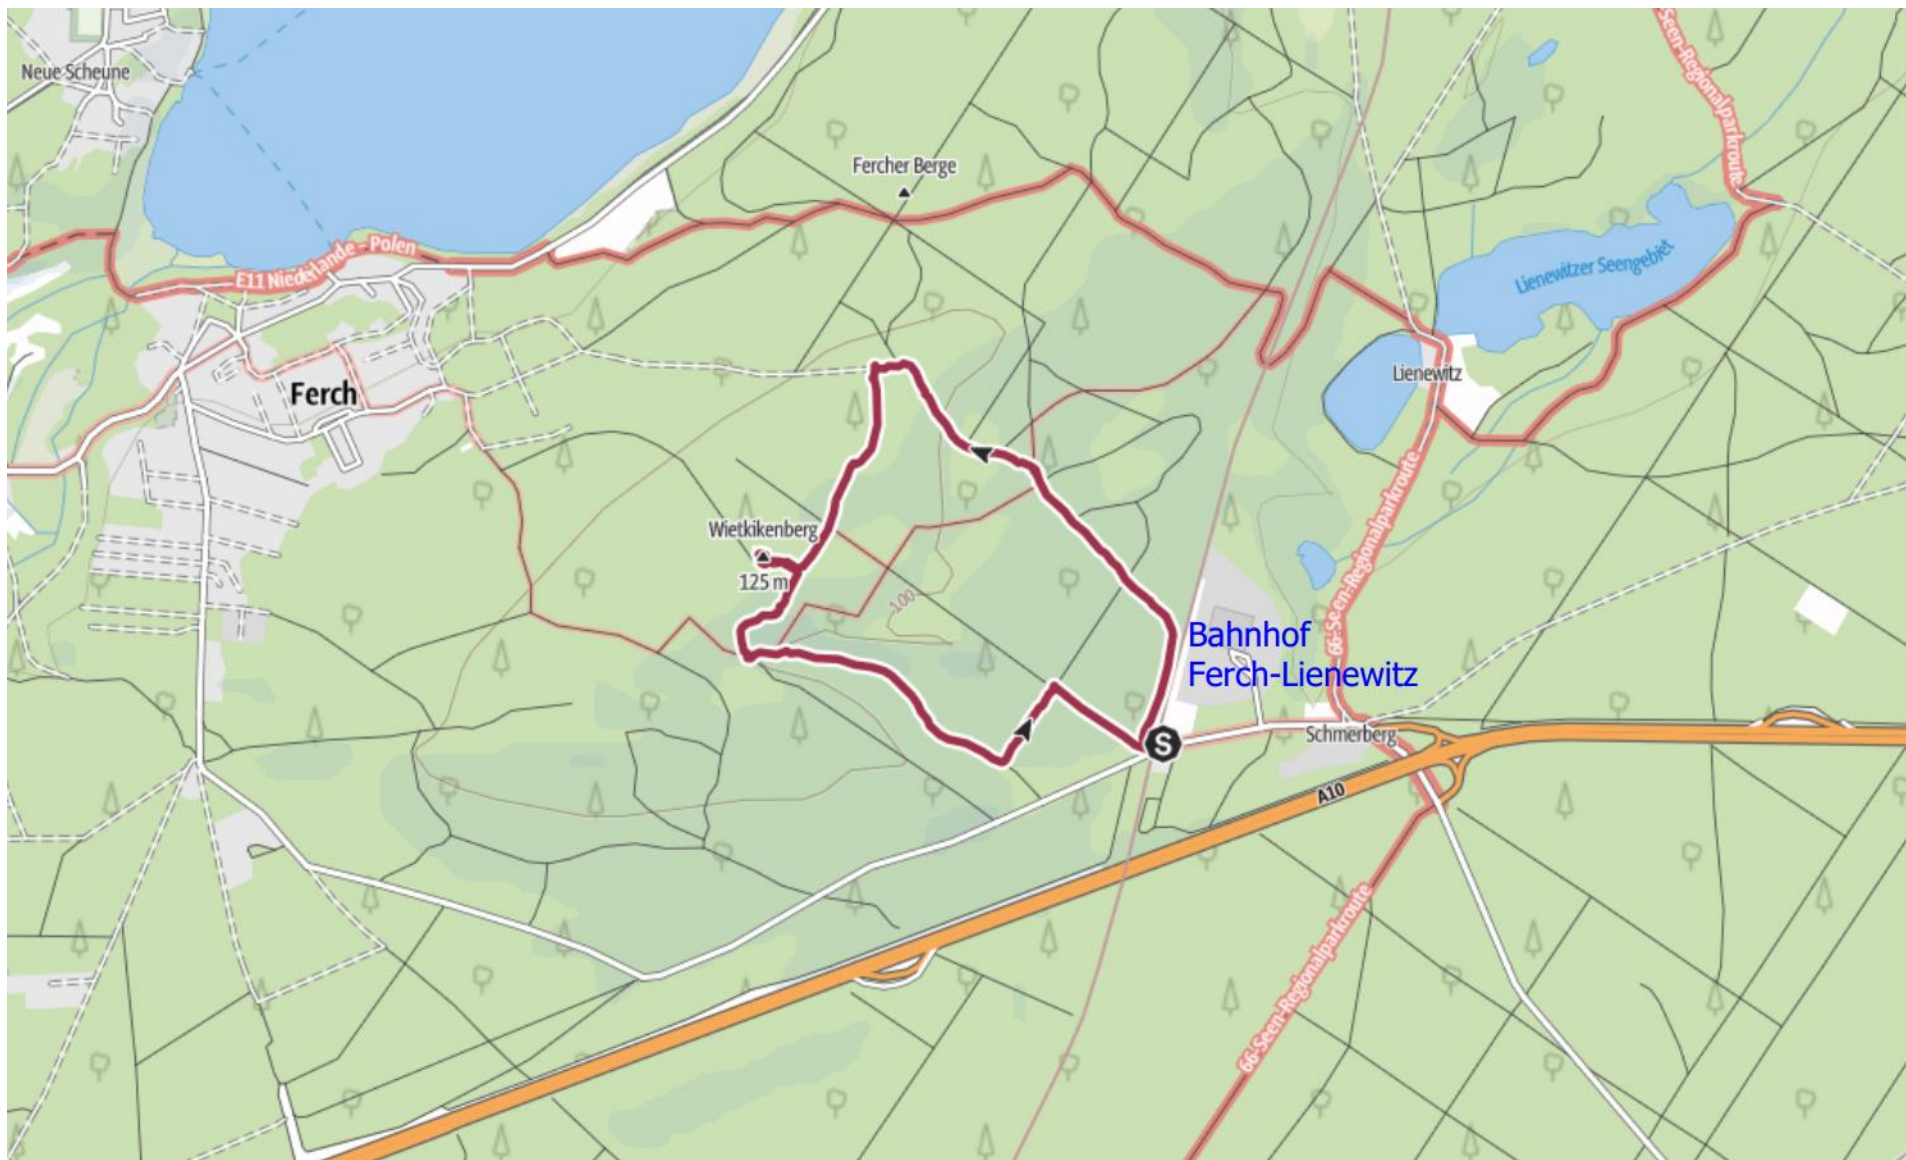 Neue Scheune
Seen-Regionalparkroute
Fercher Berge
E11 Niederlande - Polen
Lienewitzer Seengebiet
Lienewitz
Ferch
66-Seen-Regionalparkroute
Wietkikenberg
125 m
100
Bahnhof
Ferch-Lienewitz
S
Schmerberg
A10
66-Seen-Regionalparkroute